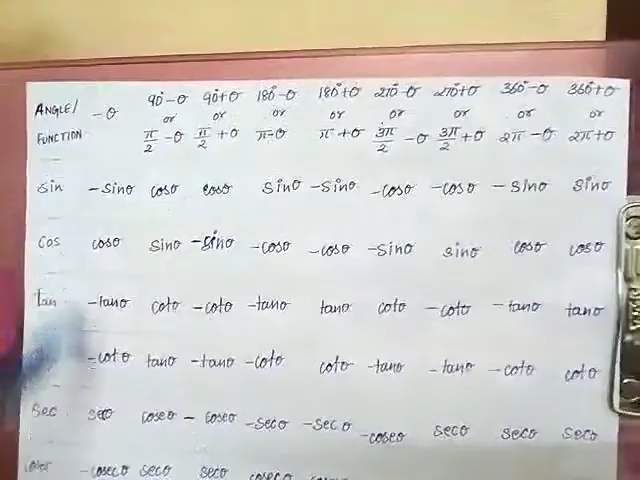 90°-θ 90°+θ 180°-θ 180°+θ 270°-θ 270°+θ 360°-θ 360°+θ
ANGLE/ -θ or or or or or or or or
FUNCTION π/2 -θ π/2 +θ π-θ π+θ 3π/2 -θ 3π/2 +θ 2π-θ 2π+θ
sin -sinθ cosθ cosθ sinθ -sinθ -cosθ -cosθ -sinθ sinθ
cos cosθ sinθ -sinθ -cosθ -cosθ -sinθ sinθ cosθ cosθ
tan -tanθ cotθ -cotθ -tanθ tanθ cotθ -cotθ -tanθ tanθ
-cotθ tanθ -tanθ -cotθ cotθ -tanθ -tanθ -cotθ cotθ
sec secθ cosecθ -cosecθ -secθ -secθ -cosecθ secθ secθ secθ
-cosecθ secθ secθ cosecθ